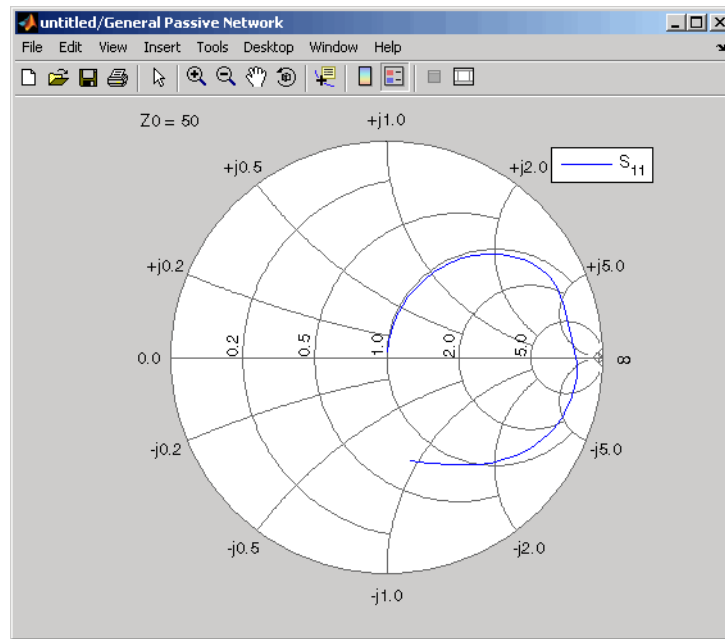 untitled/General Passive Network
File Edit View Insert Tools Desktop Window Help
Z0 = 50
+j1.0
+j0.5
+j2.0
S11
+j0.2
+j5.0
0.0
0.2
0.5
1.0
2.0
5.0
∞
-j0.2
-j5.0
-j0.5
-j2.0
-j1.0